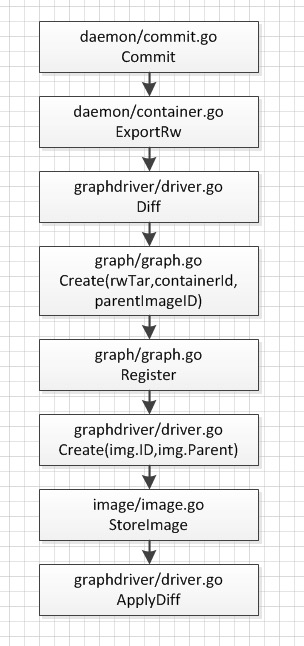 daemon/commit.go
Commit
daemon/container.go
ExportRw
graphdriver/driver.go
Diff
graph/graph.go
Create(rwTar,containerId,
parentImageID)
graph/graph.go
Register
graphdriver/driver.go
Create(img.ID,img.Parent)
image/image.go
StoreImage
graphdriver/driver.go
ApplyDiff